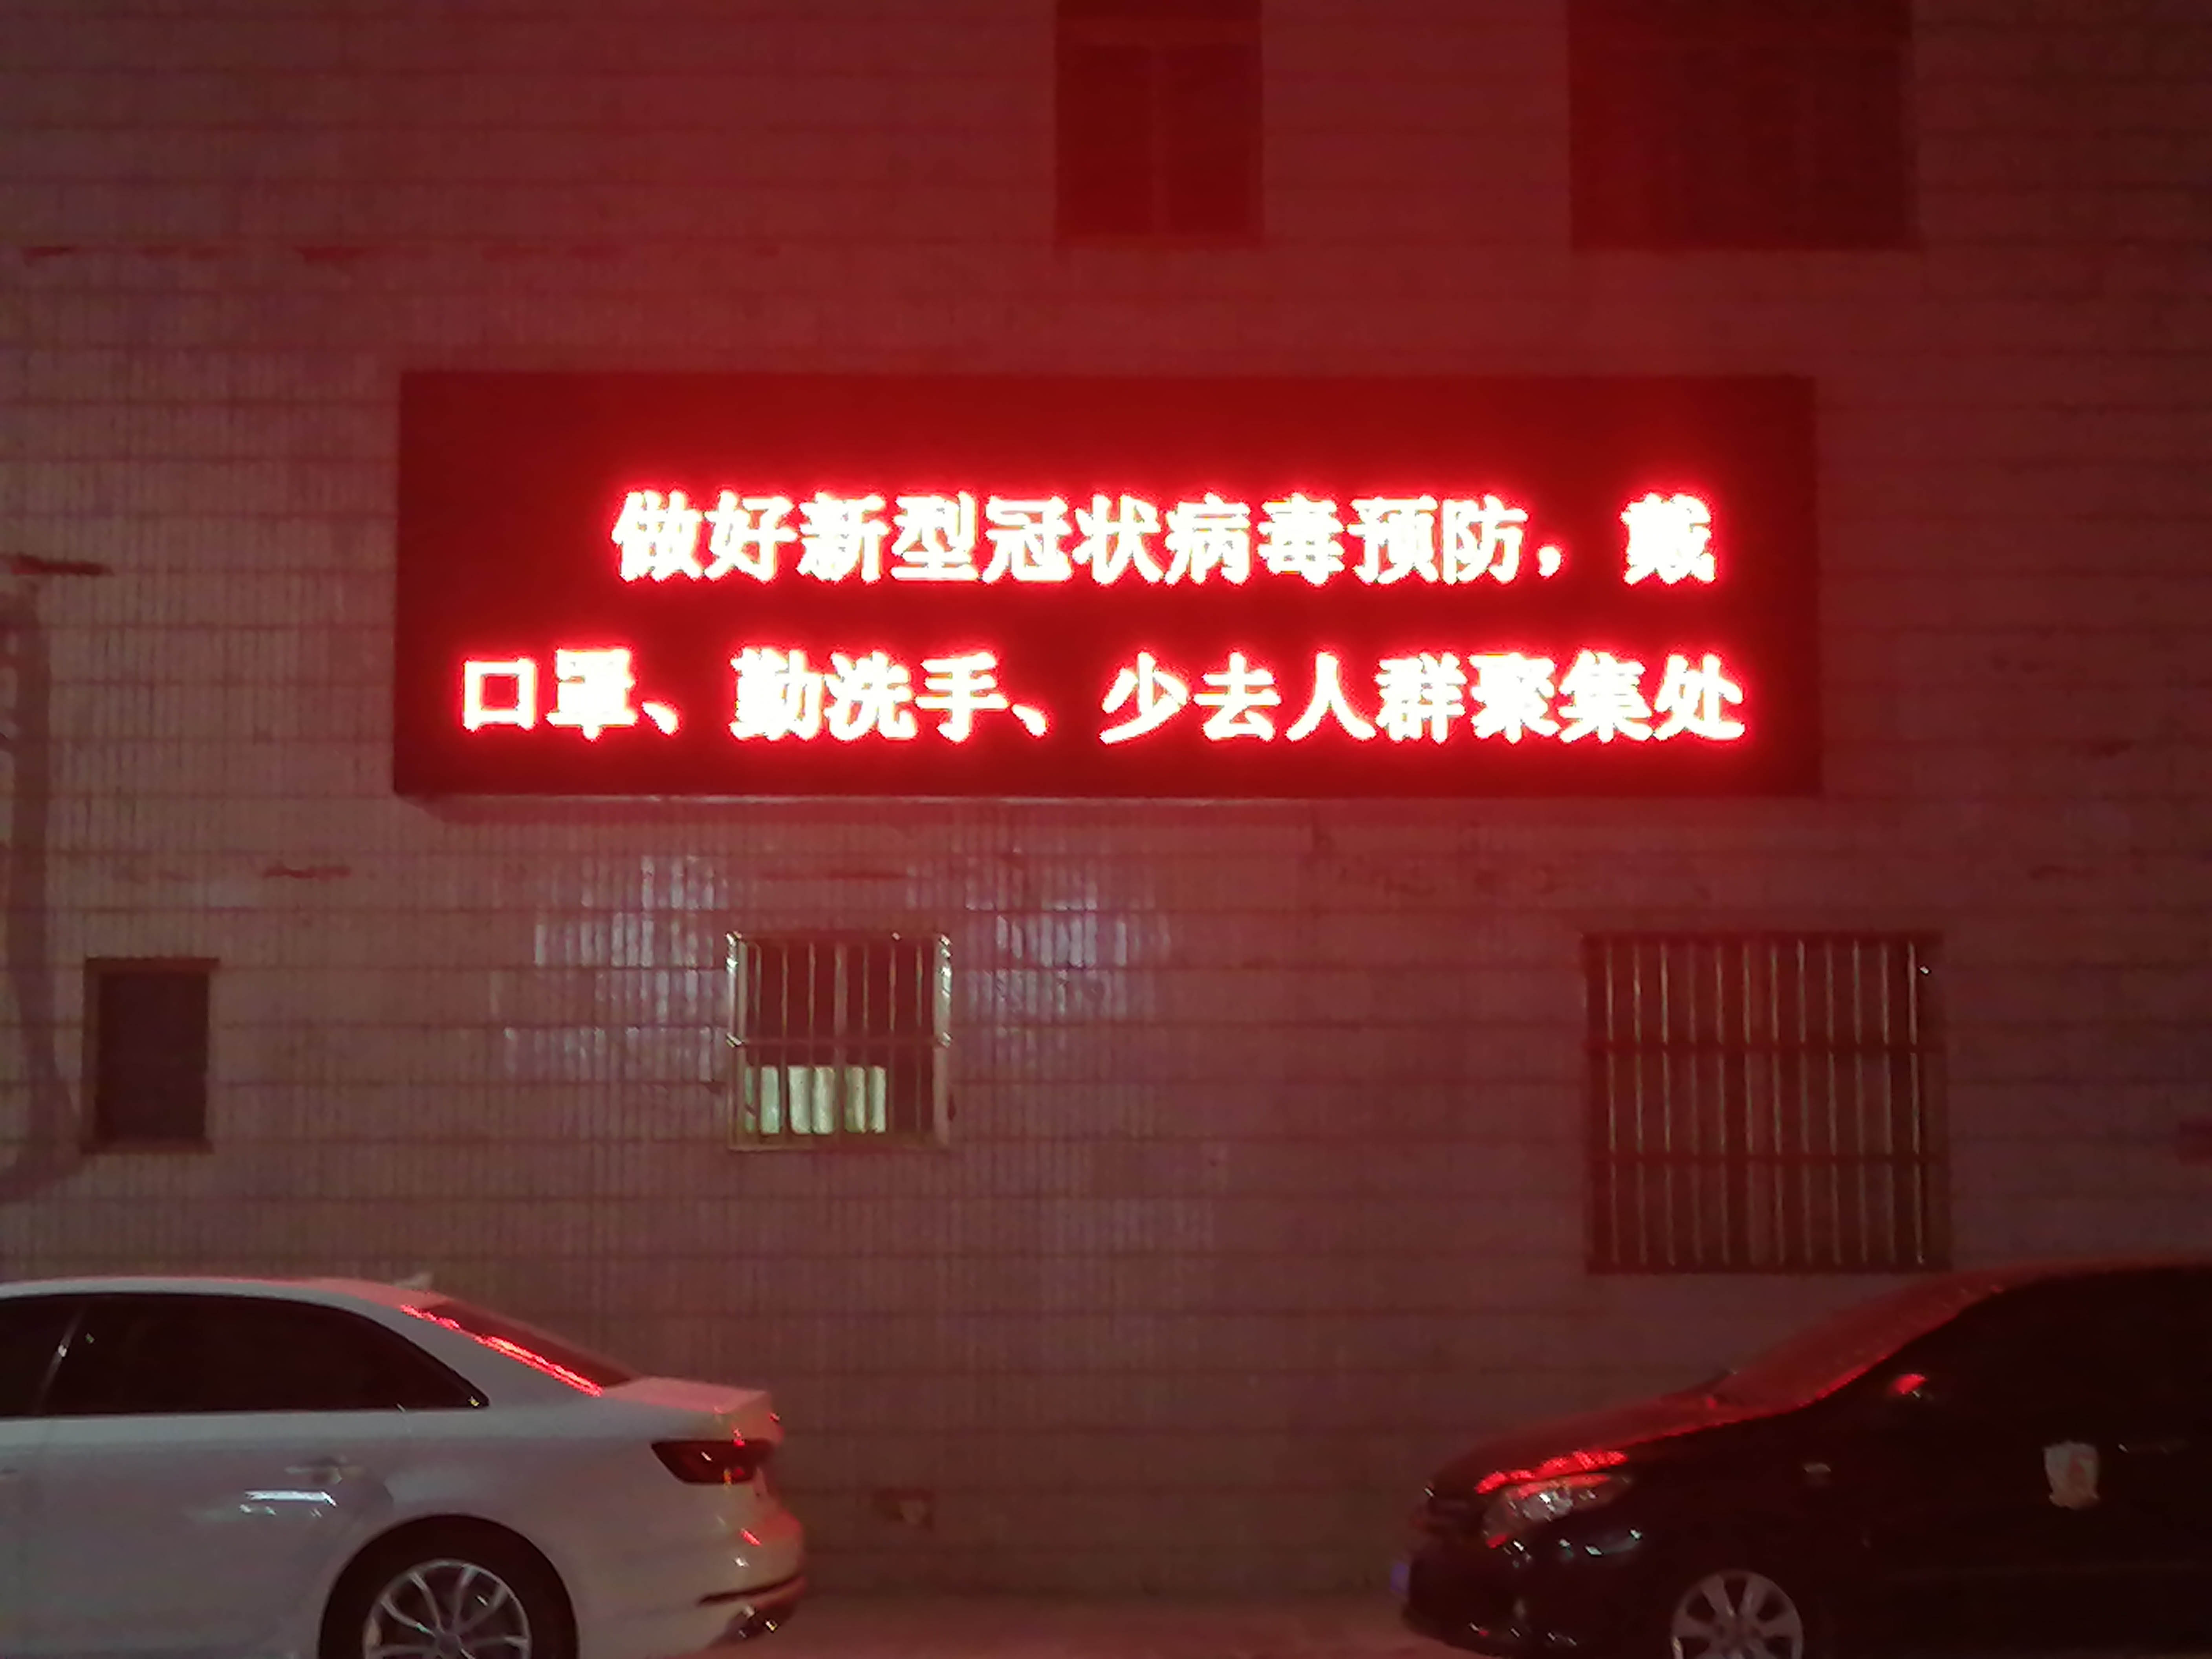 做好新型冠状病毒预防，戴
口罩、勤洗手、少去人群聚集处